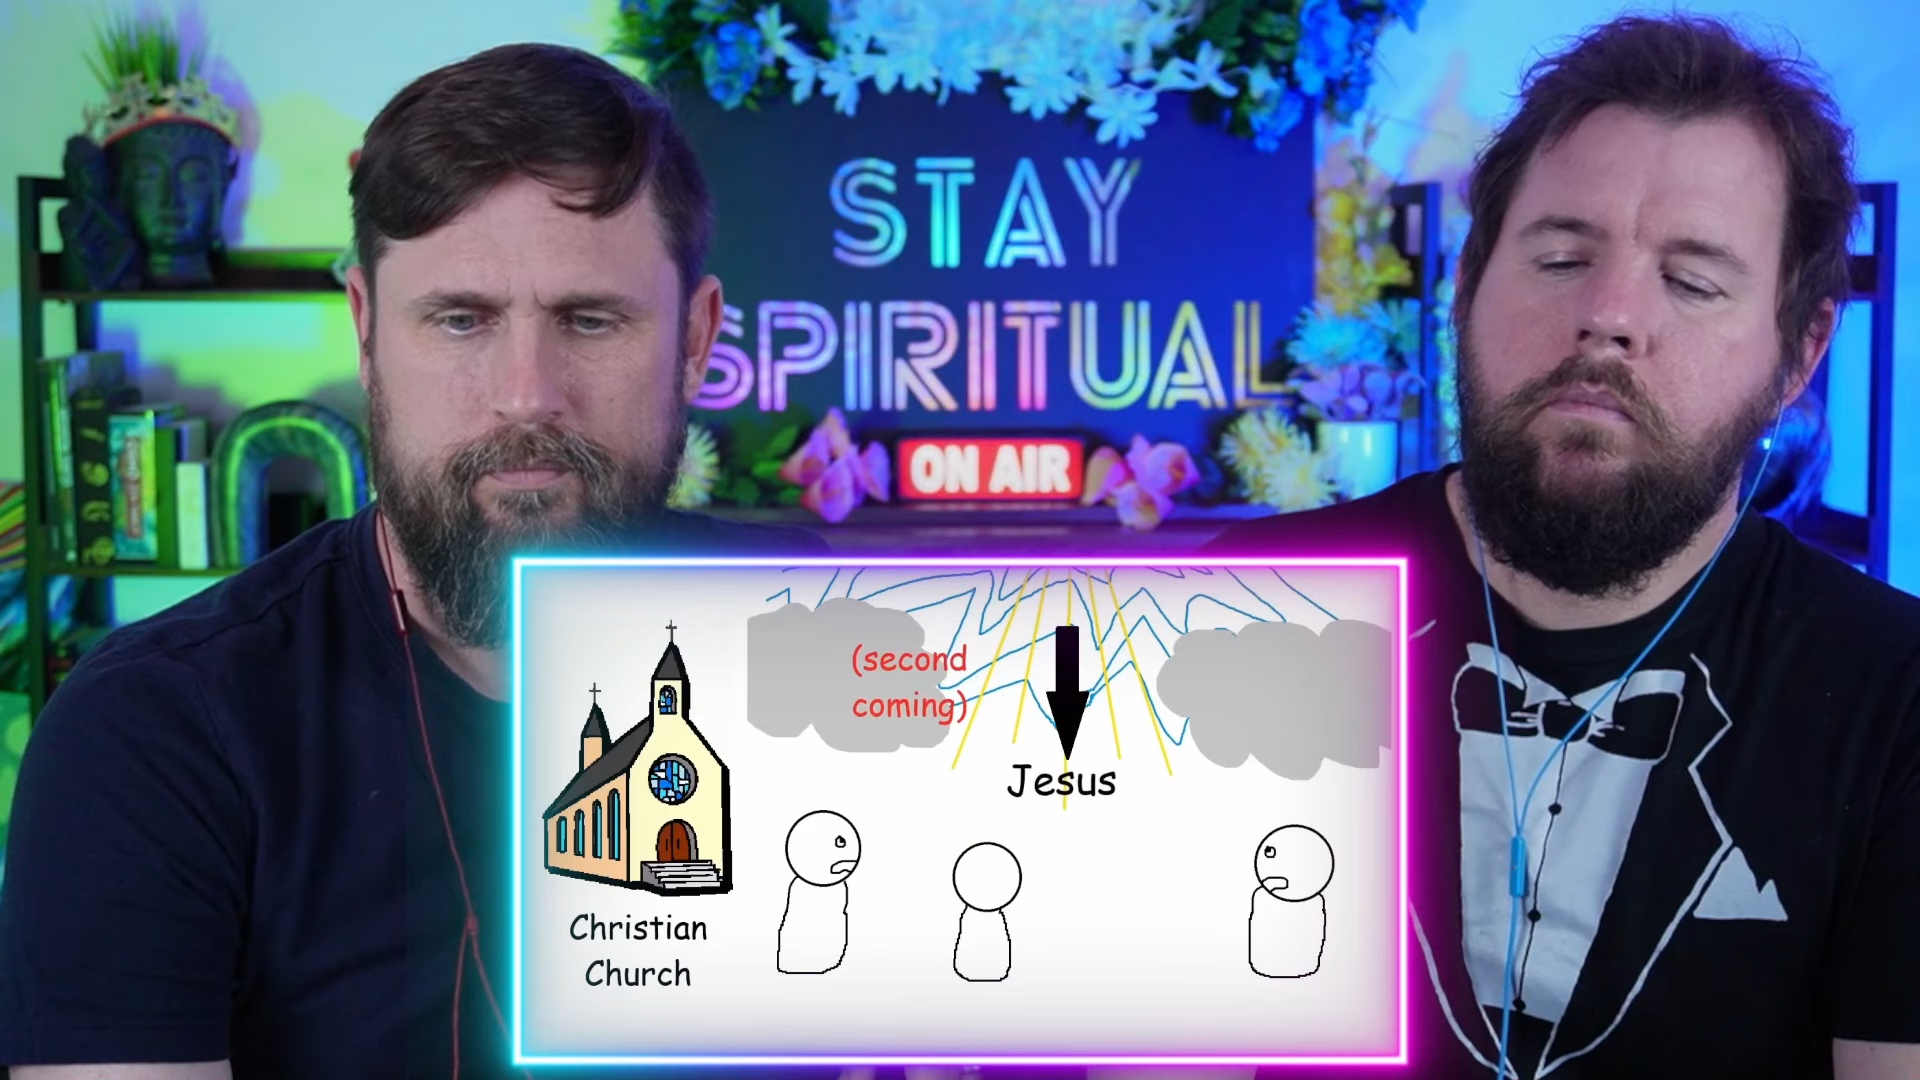 STAY
SPIRITUAL
ON AIR
(second
coming)
Jesus
Christian
Church